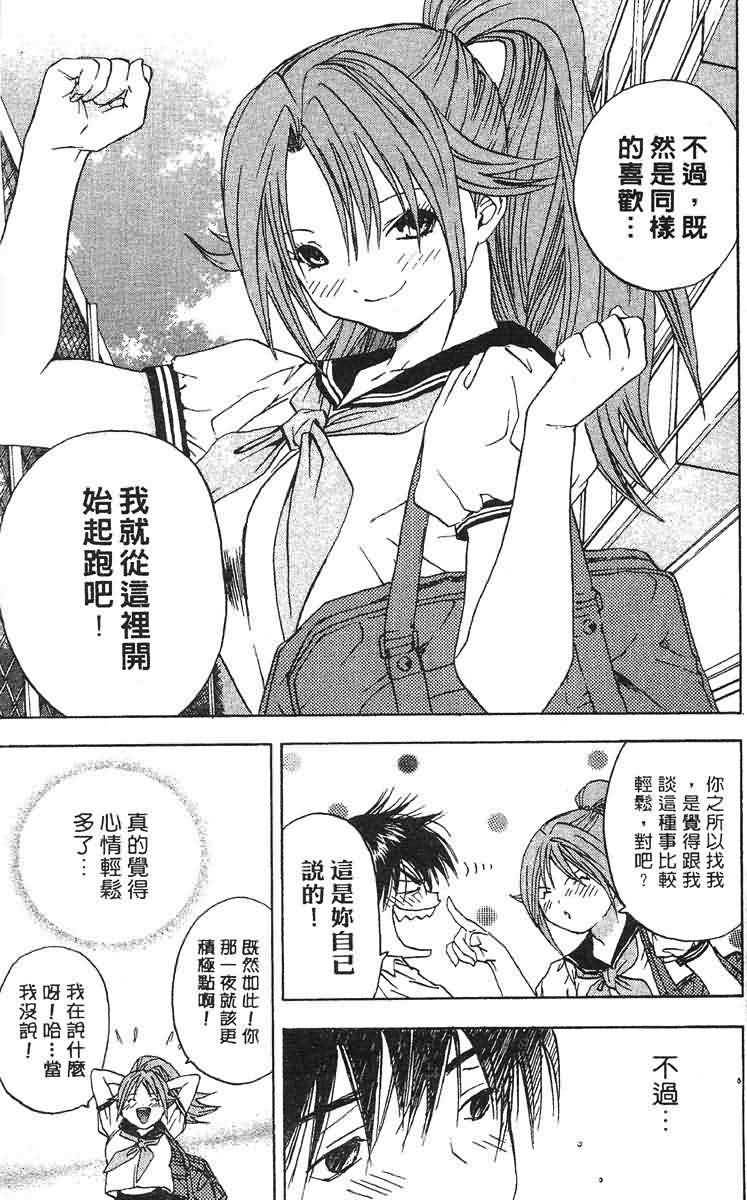 不過，既
然是同樣
的喜歡…
我就從這裡開
始起跑吧！
你之所以找我
，是覺得跟我
談這種事比較
輕鬆，對吧？
這是妳自己
說的！
真的覺得
心情輕鬆
多了…
既然如此！你
那一夜就該更
積極點啊！
我在說什麼
呀！哈…當
我沒說！
不過…